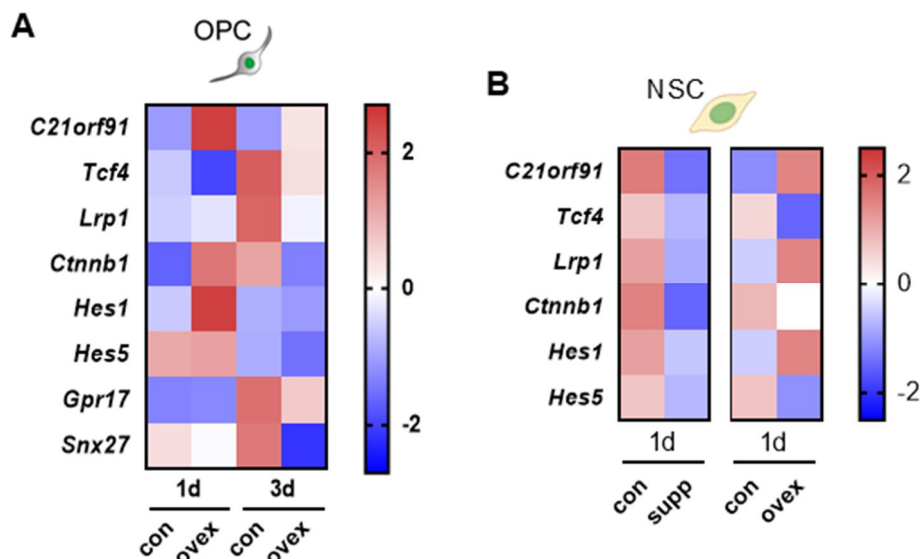 A
OPC
C21orf91
Tcf4
Lrp1
Ctnnb1
Hes1
Hes5
Gpr17
Snx27
2
0
-2
1d 3d
con ovex con ovex
B
NSC
C21orf91
Tcf4
Lrp1
Ctnnb1
Hes1
Hes5
2
0
-2
1d 1d
con supp con ovex